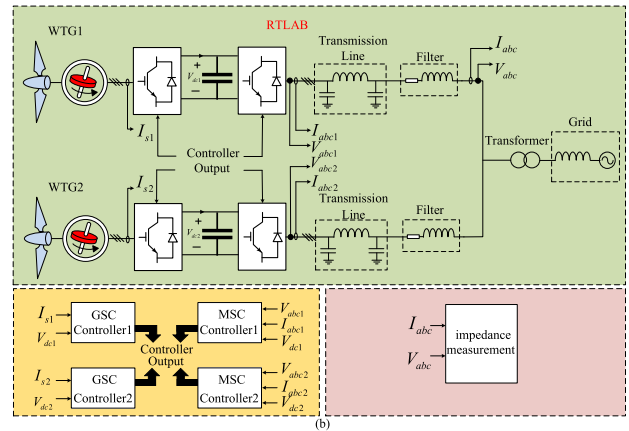 RTLAB
WTG1
V_dc1
+
−
I_s1
Transmission
Line
Filter
I_abc
V_abc
I_abc1
V_abc1
V_abc2
I_abc2
Controller
Output
Transformer
Grid
WTG2
I_s2
V_dc2
+
−
Transmission
Line
Filter
I_s1
V_dc1
GSC
Controller1
MSC
Controller1
V_abc1
I_abc1
V_dc1
Controller
Output
I_s2
V_dc2
GSC
Controller2
MSC
Controller2
V_abc2
I_abc2
V_dc2
I_abc
V_abc
impedance
measurement
(b)